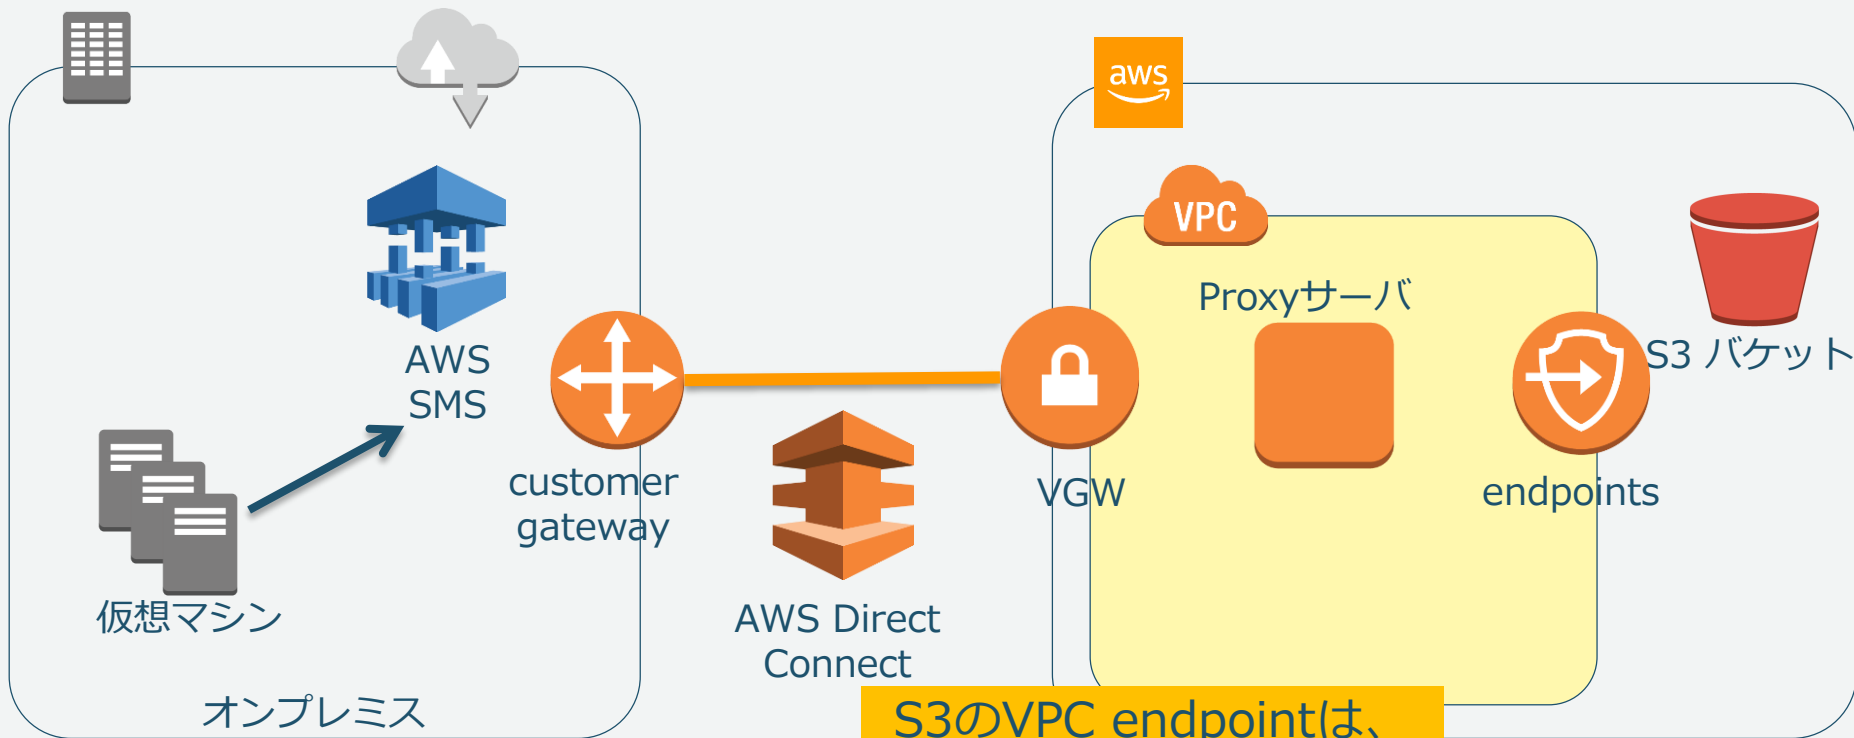 aws
VPC
Proxyサーバ
AWS
SMS
S3 バケット
customer
gateway
VGW
endpoints
仮想マシン
AWS Direct
Connect
オンプレミス
S3のVPC endpointは、